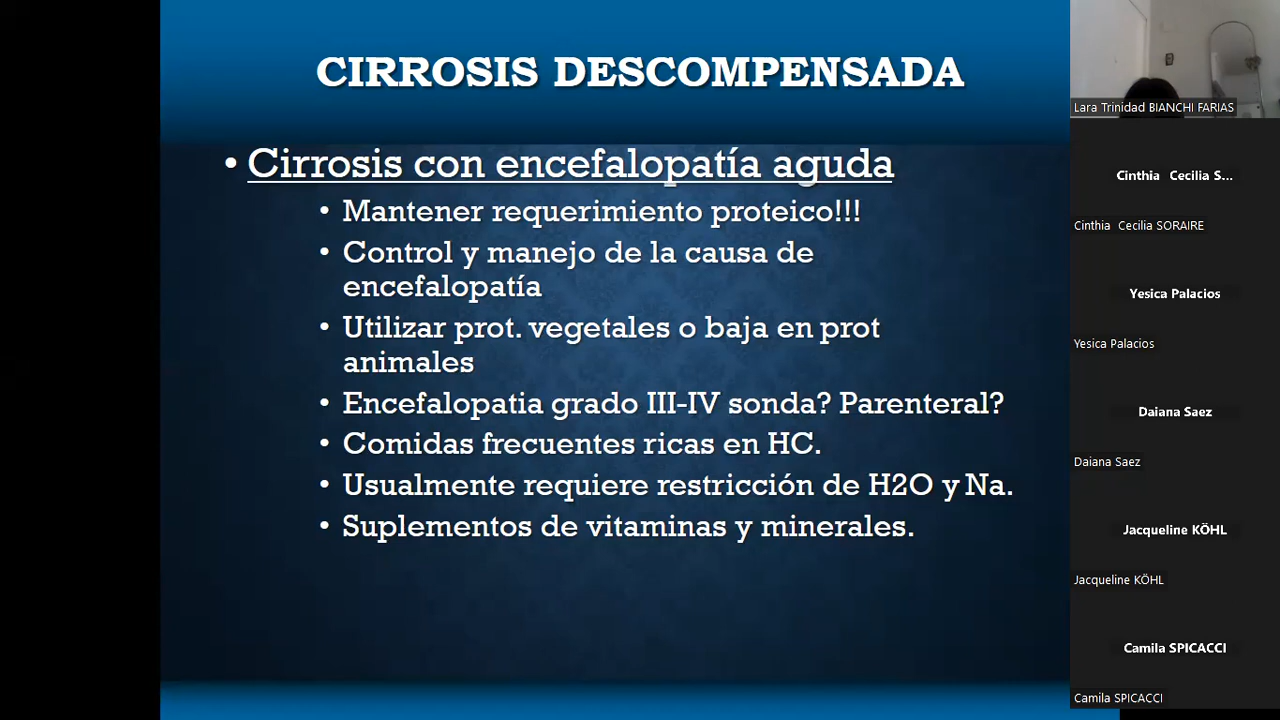 CIRROSIS DESCOMPENSADA
• Cirrosis con encefalopatía aguda
• Mantener requerimiento proteico!!!
• Control y manejo de la causa de
encefalopatía
• Utilizar prot. vegetales o baja en prot
animales
• Encefalopatia grado III-IV sonda? Parenteral?
• Comidas frecuentes ricas en HC.
• Usualmente requiere restricción de H2O y Na.
• Suplementos de vitaminas y minerales.
Lara Trinidad BIANCHI FARIAS
Cinthia Cecilia S...
Cinthia Cecilia SORAIRE
Yesica Palacios
Yesica Palacios
Daiana Saez
Daiana Saez
Jacqueline KÖHL
Jacqueline KÖHL
Camila SPICACCI
Camila SPICACCI